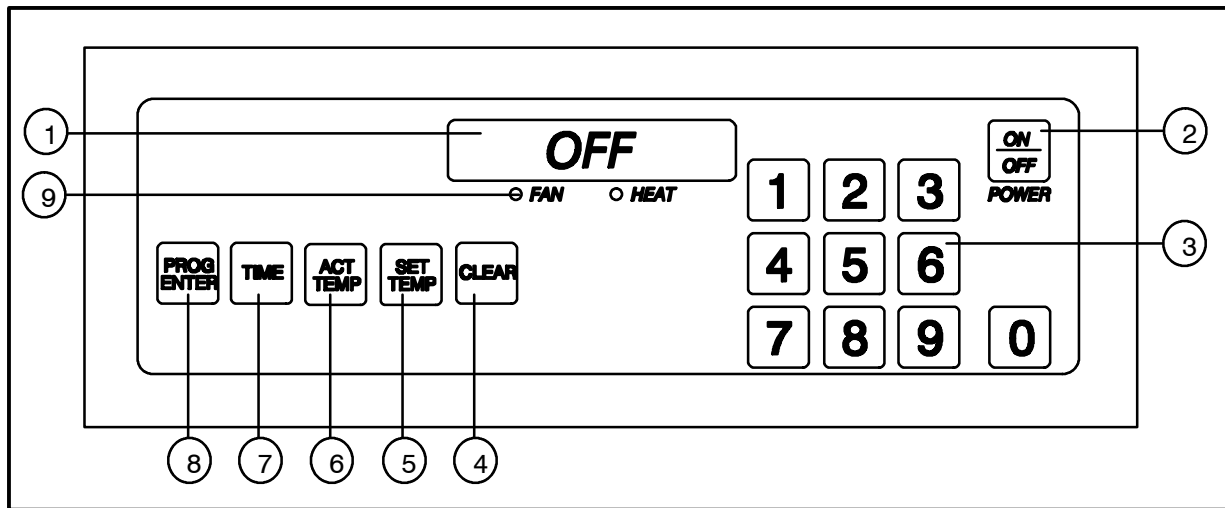 1
OFF
FAN HEAT
9
ON
OFF
POWER
2
1 2 3
4 5 6
3
7 8 9 0
PROG
ENTER
TIME
ACT
TEMP
SET
TEMP
CLEAR
8 7 6 5 4